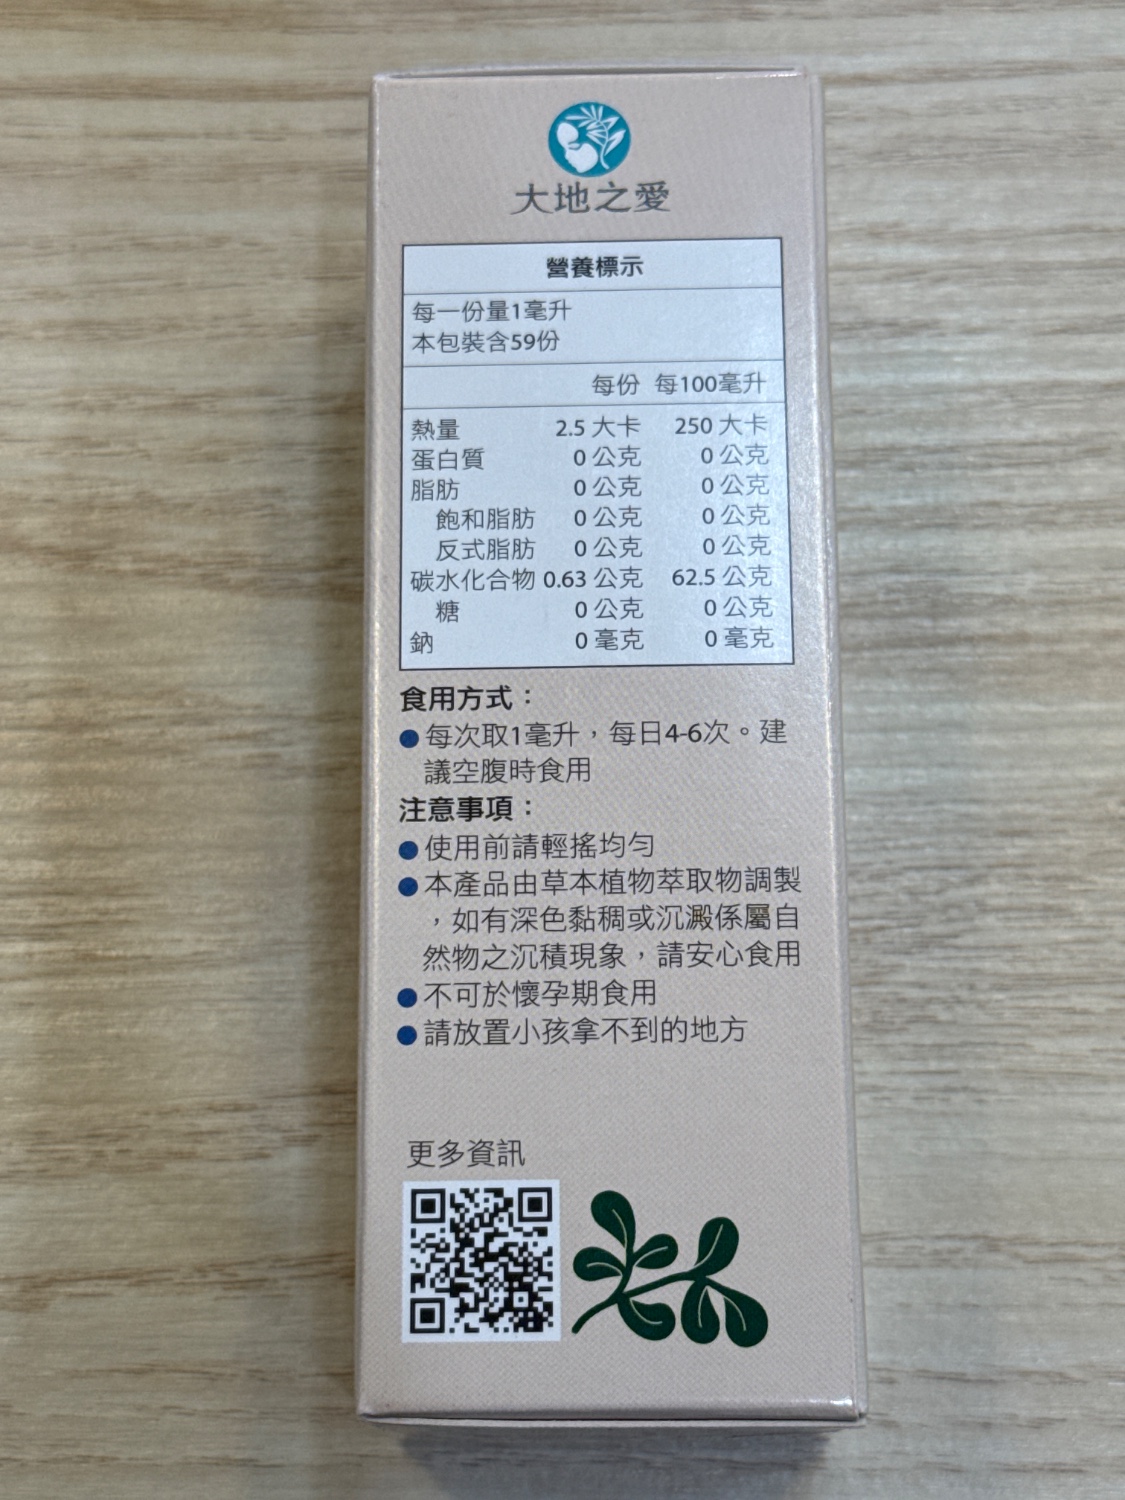 大地之愛
營養標示
每一份量1毫升
本包裝含59份
每份 每100毫升
熱量 2.5 大卡 250 大卡
蛋白質 0 公克 0 公克
脂肪 0 公克 0 公克
飽和脂肪 0 公克 0 公克
反式脂肪 0 公克 0 公克
碳水化合物 0.63 公克 62.5 公克
糖 0 公克 0 公克
鈉 0 毫克 0 毫克
食用方式：
●每次取1毫升，每日4-6次。建
議空腹時食用
注意事項：
●使用前請輕搖均勻
●本產品由草本植物萃取物調製
，如有深色黏稠或沉澱係屬自
然物之沉積現象，請安心食用
●不可於懷孕期食用
●請放置小孩拿不到的地方
更多資訊